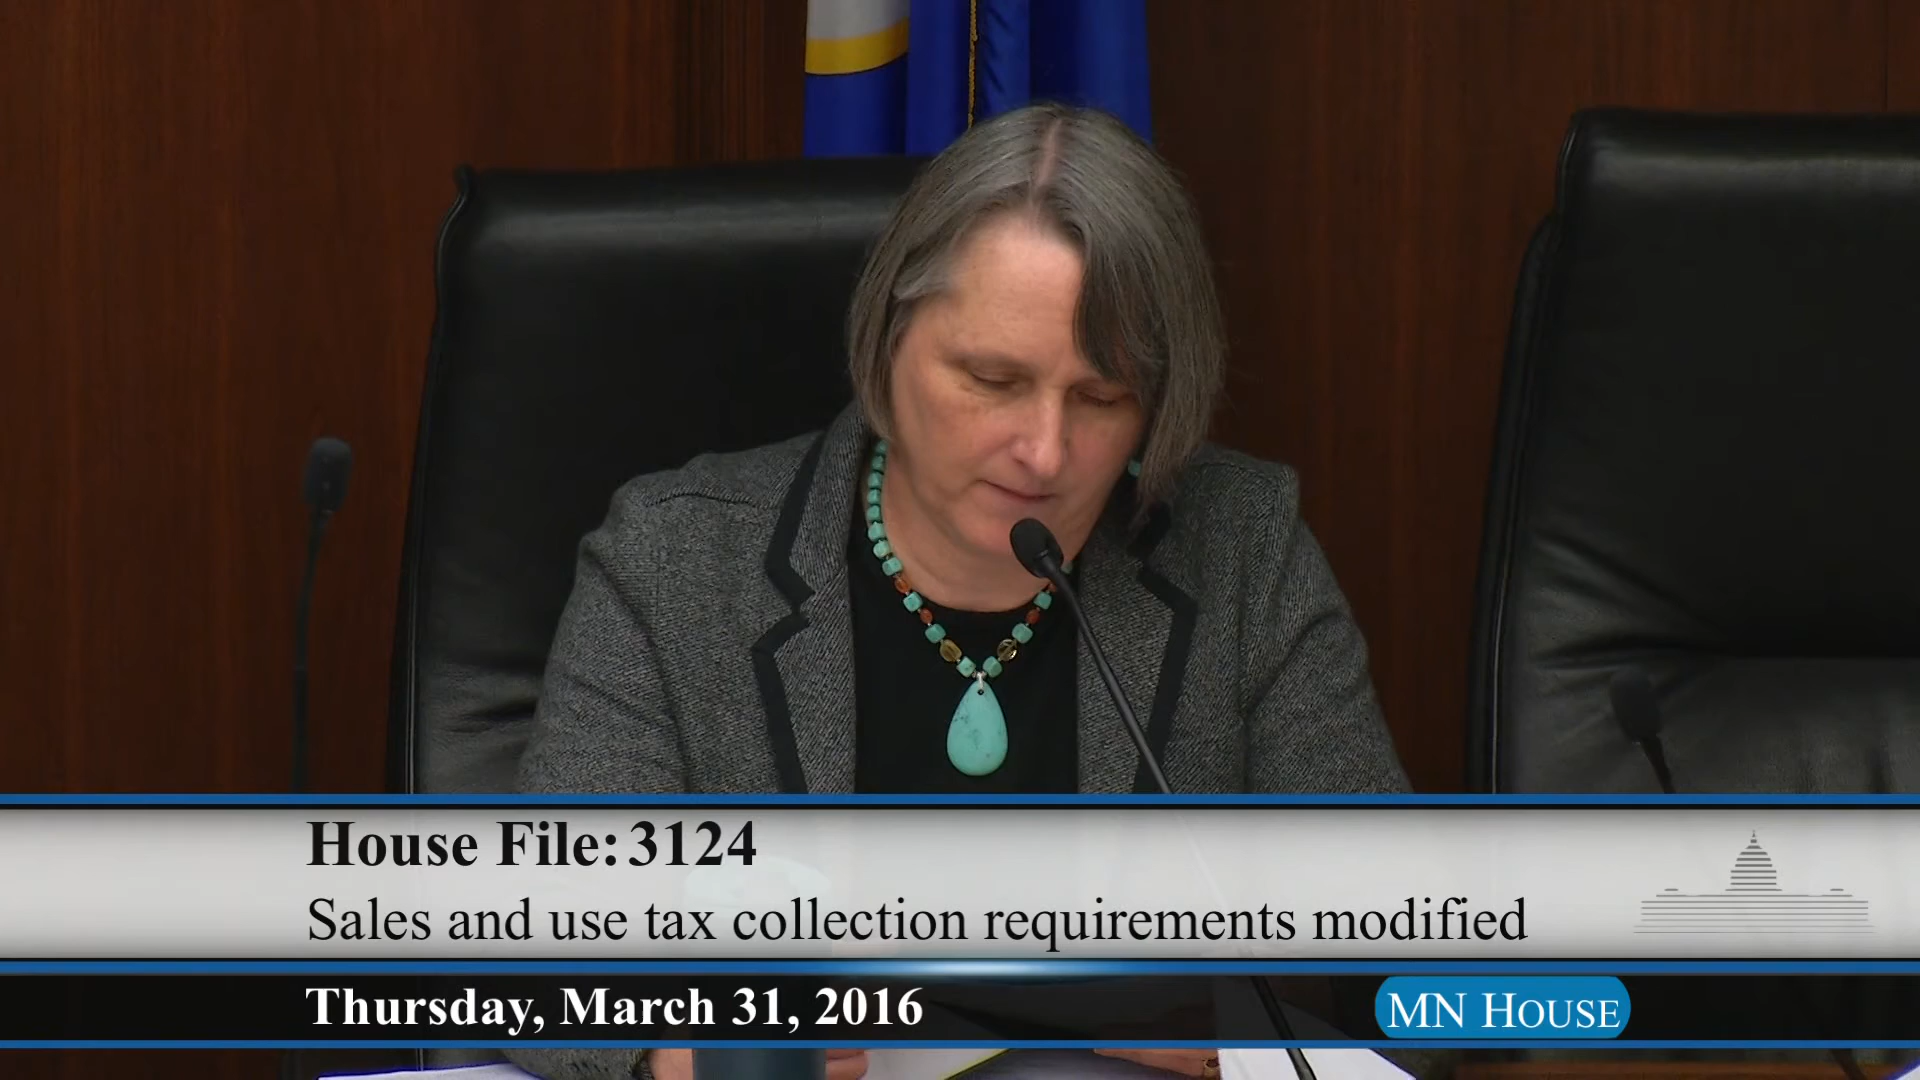 House File: 3124
Sales and use tax collection requirements modified
Thursday, March 31, 2016
MN HOUSE